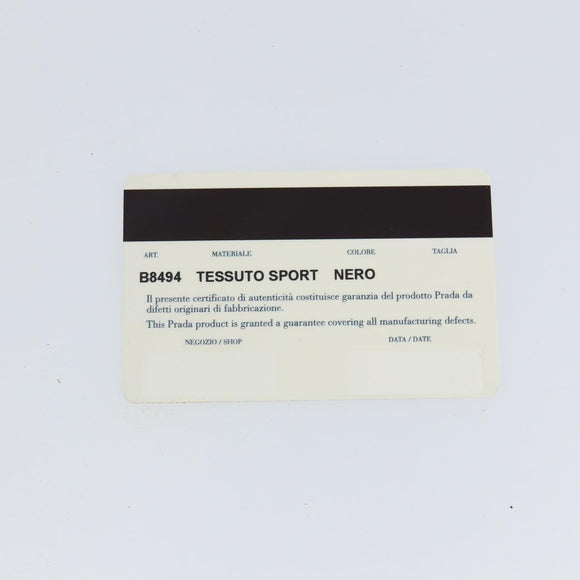 ART. MATERIALE COLORE TAGLIA
B8494 TESSUTO SPORT NERO
Il presente certificato di autenticità costituisce garanzia del prodotto Prada da
difetti originari di fabbricazione.
This Prada product is granted a guarantee covering all manufacturing defects.
NEGOZIO / SHOP DATA / DATE